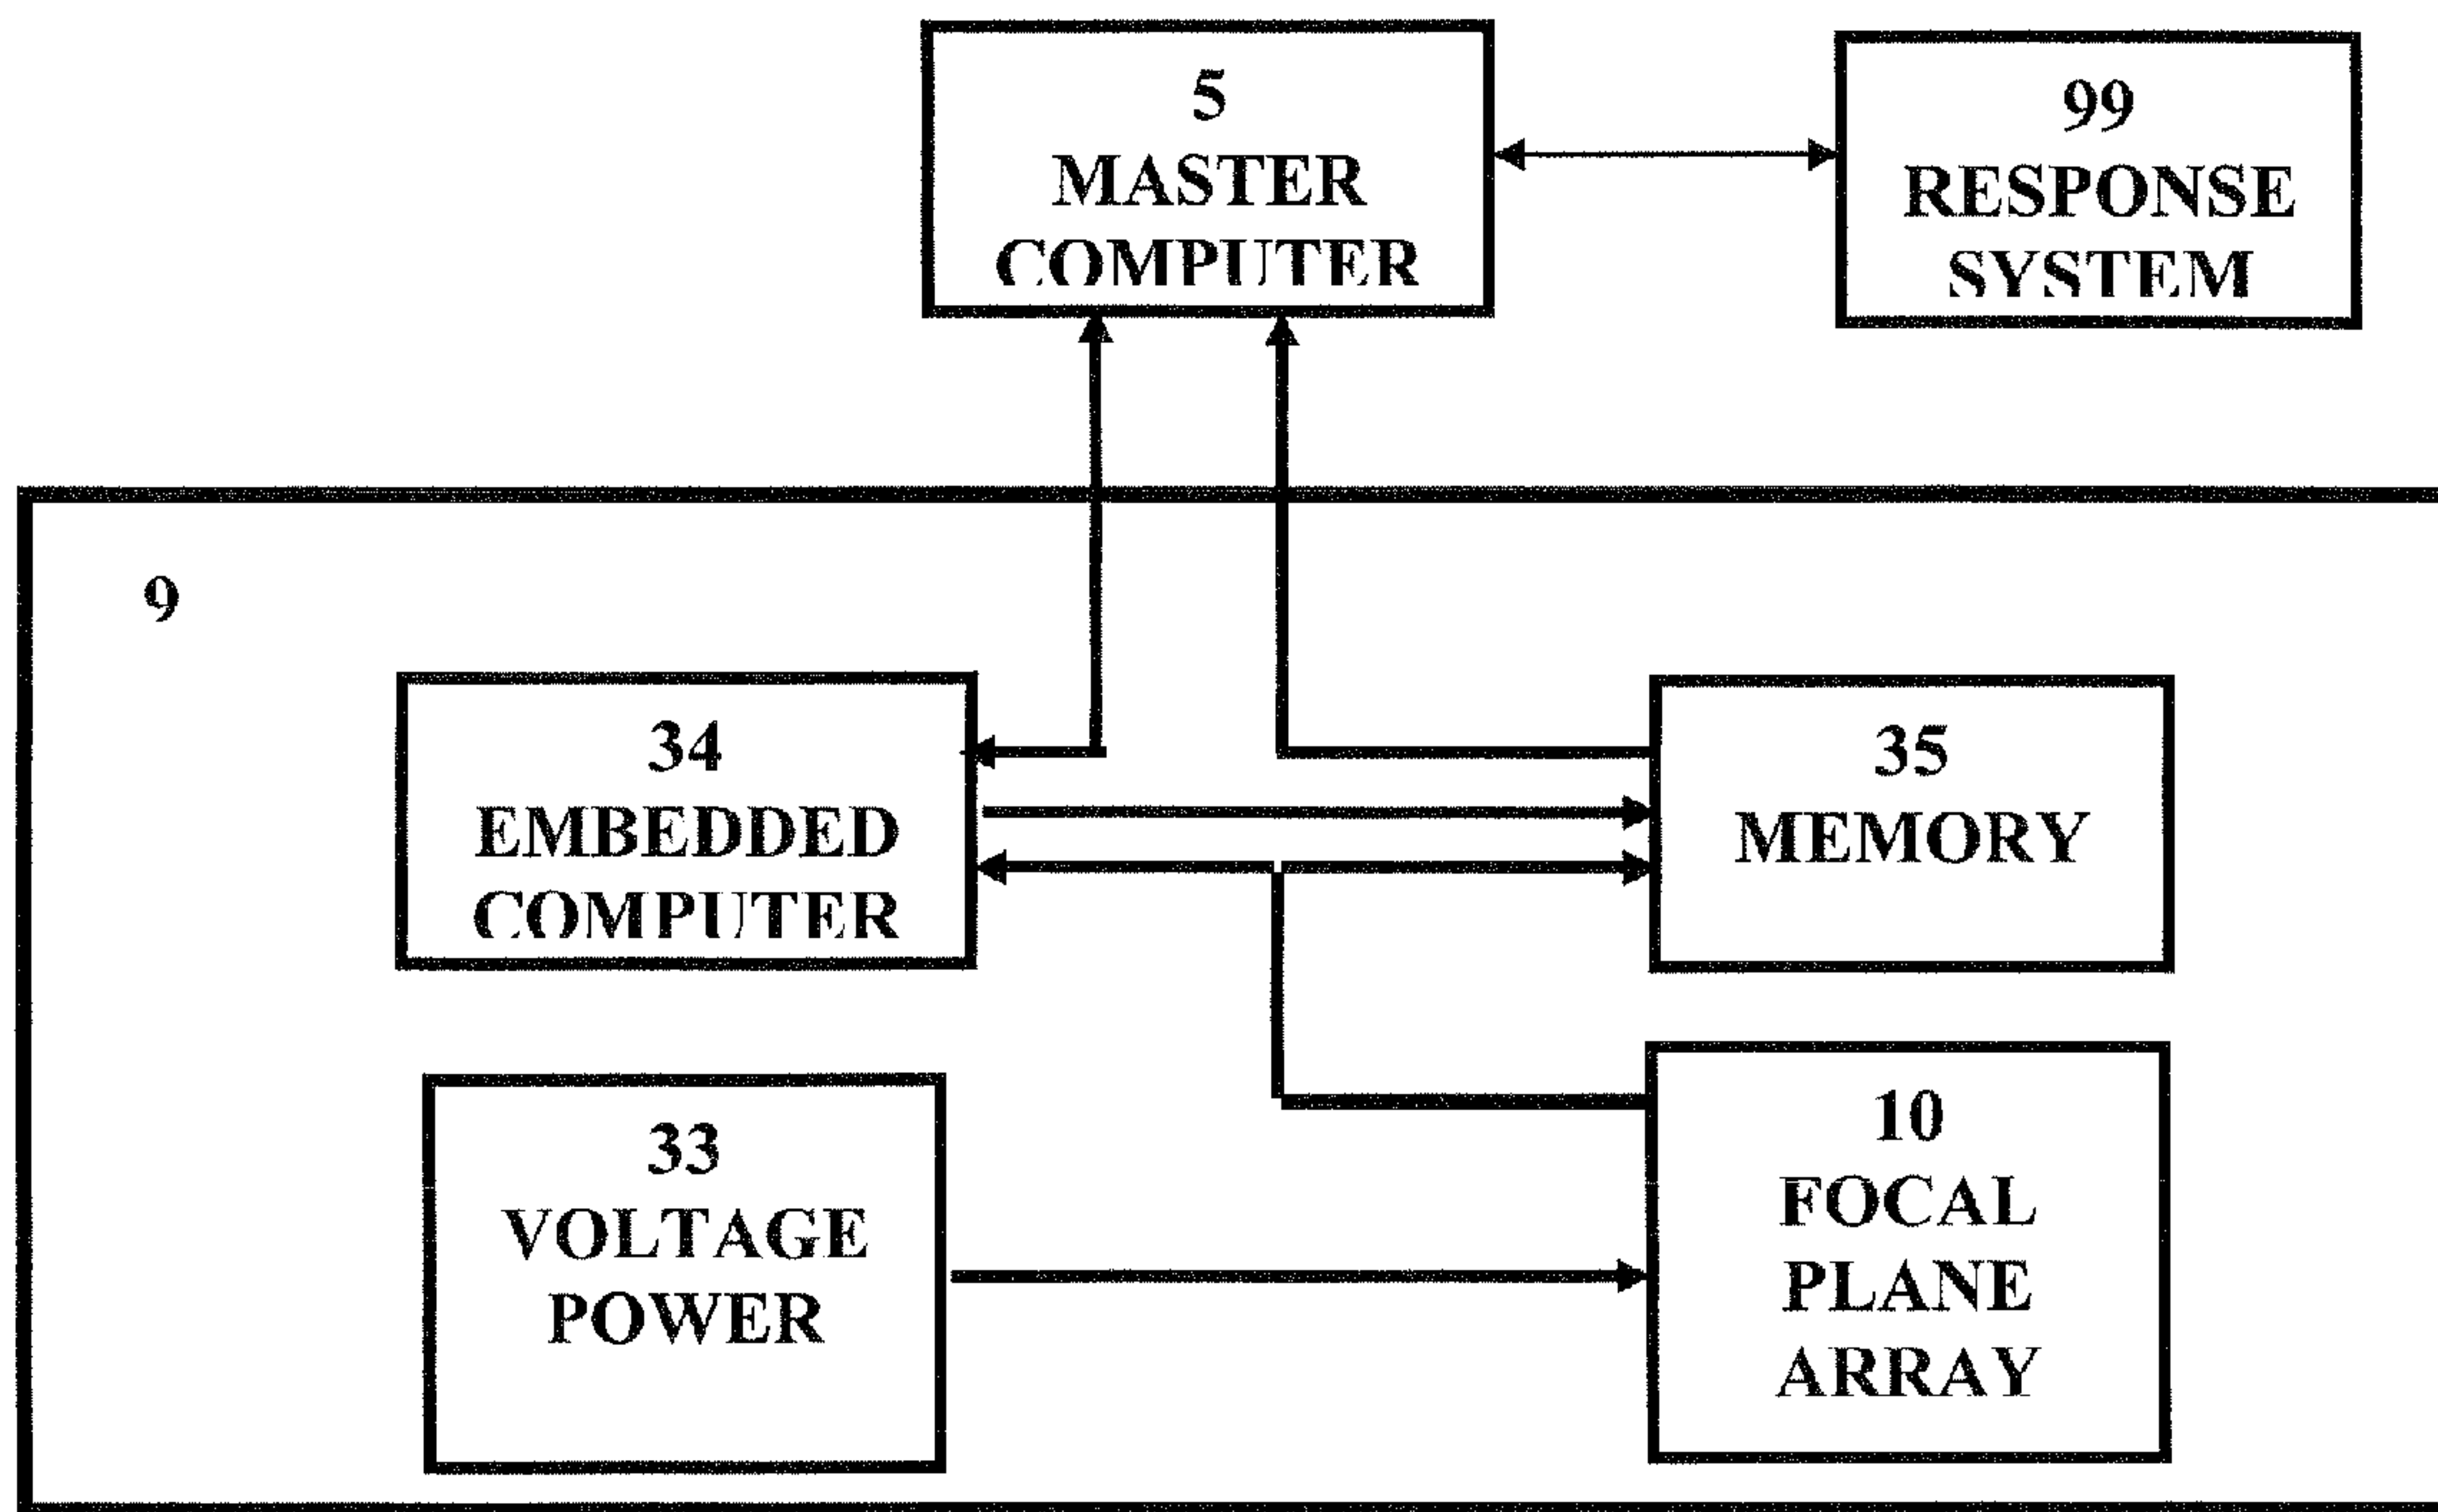 5
MASTER
COMPUTER
99
RESPONSE
SYSTEM
9
34
EMBEDDED
COMPUTER
35
MEMORY
33
VOLTAGE
POWER
10
FOCAL
PLANE
ARRAY